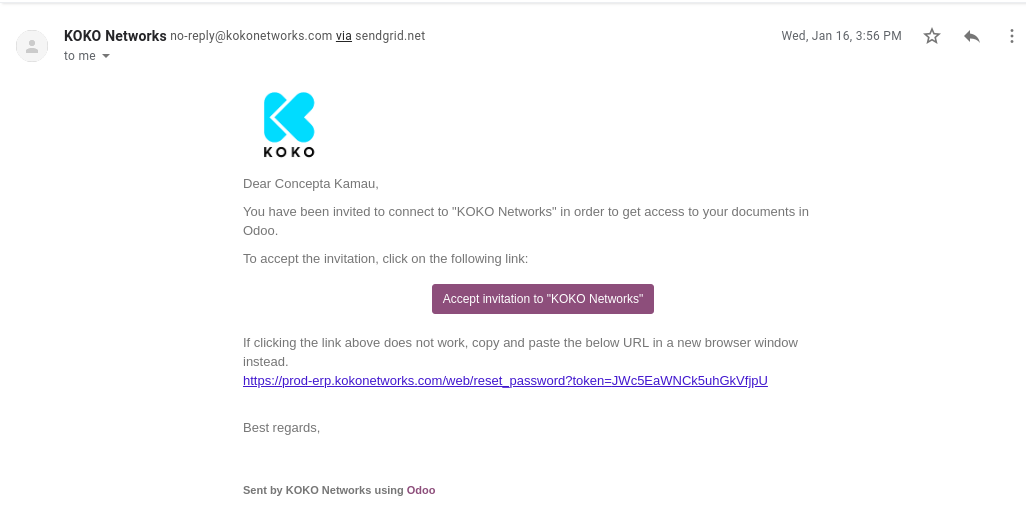 KOKO Networks no-reply@kokonetworks.com via sendgrid.net
Wed, Jan 16, 3:56 PM
to me
KOKO
Dear Concepta Kamau,
You have been invited to connect to "KOKO Networks" in order to get access to your documents in
Odoo.
To accept the invitation, click on the following link:
Accept invitation to "KOKO Networks"
If clicking the link above does not work, copy and paste the below URL in a new browser window
instead.
https://prod-erp.kokonetworks.com/web/reset_password?token=JWc5EaWNCk5uhGkVfjpU
Best regards,
Sent by KOKO Networks using Odoo